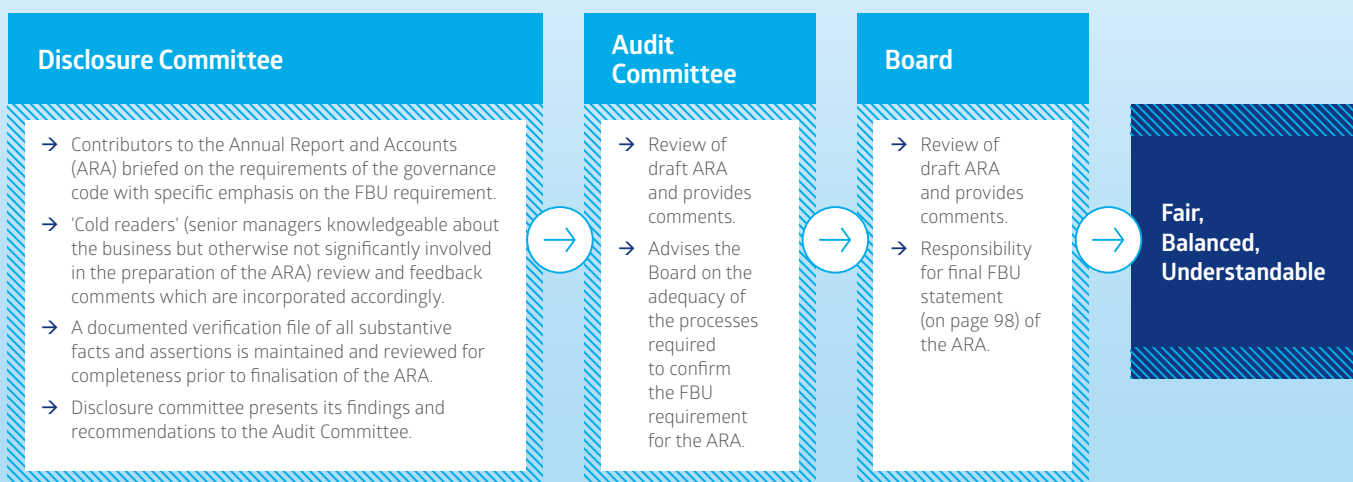 Disclosure Committee
→ Contributors to the Annual Report and Accounts
(ARA) briefed on the requirements of the governance
code with specific emphasis on the FBU requirement.
→ 'Cold readers' (senior managers knowledgeable about
the business but otherwise not significantly involved
in the preparation of the ARA) review and feedback
comments which are incorporated accordingly.
→ A documented verification file of all substantive
facts and assertions is maintained and reviewed for
completeness prior to finalisation of the ARA.
→ Disclosure committee presents its findings and
recommendations to the Audit Committee.
Audit
Committee
→ Review of
draft ARA
and provides
comments.
→ Advises the
Board on the
adequacy of
the processes
required
to confirm
the FBU
requirement
for the ARA.
Board
→ Review of
draft ARA
and provides
comments.
→ Responsibility
for final FBU
statement
(on page 98) of
the ARA.
Fair,
Balanced,
Understandable